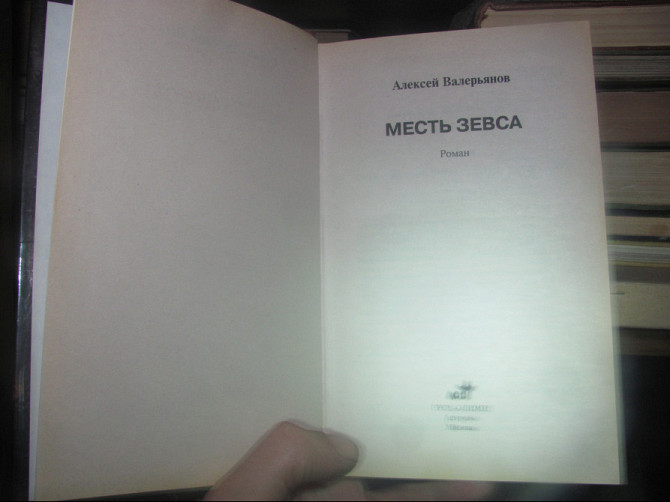 Алексей Валерьянов
МЕСТЬ ЗЕВСА
Роман